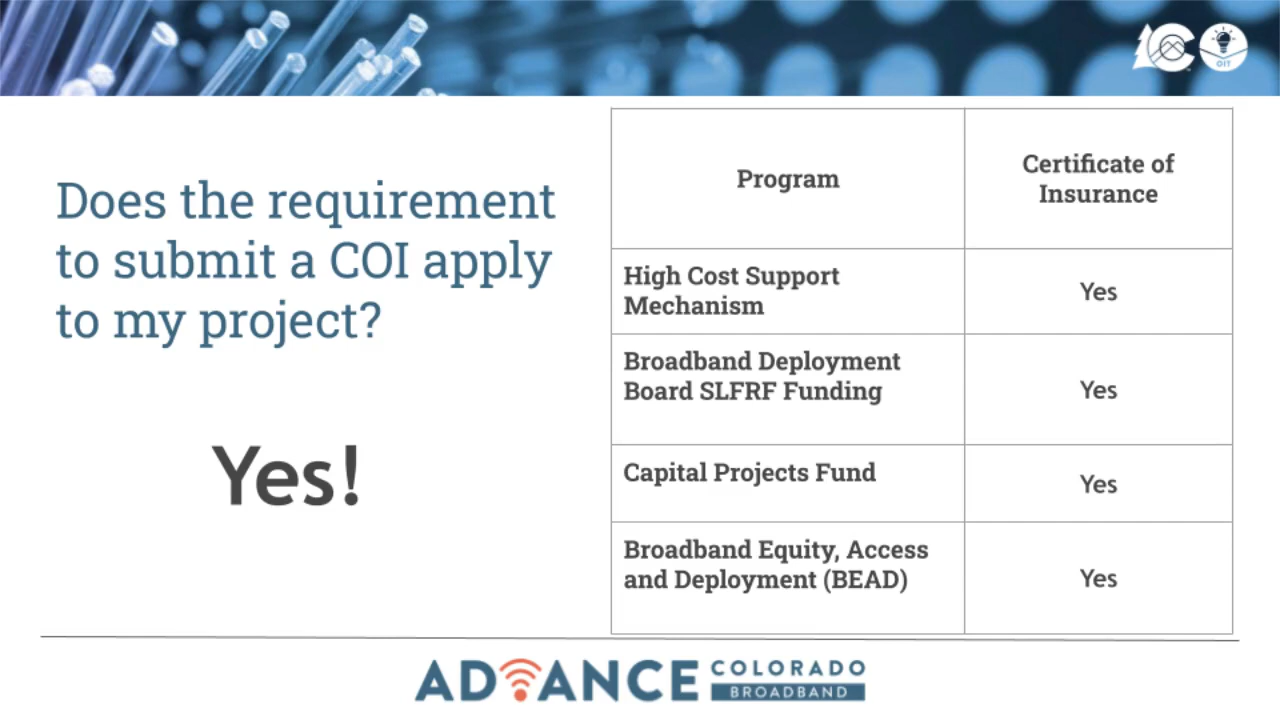 OIT
Does the requirement
to submit a COI apply
to my project?
Yes!
Program
Certificate of
Insurance
High Cost Support
Mechanism
Yes
Broadband Deployment
Board SLFRF Funding
Yes
Capital Projects Fund
Yes
Broadband Equity, Access
and Deployment (BEAD)
Yes
ADVANCE COLORADO
BROADBAND